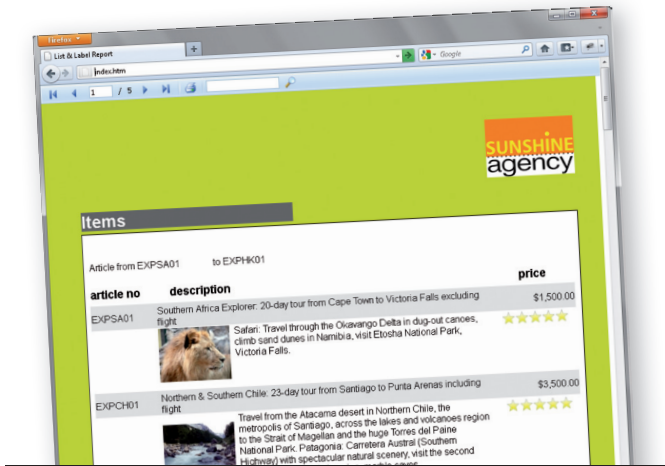 Firefox
List & Label Report
index.htm
Google
1 / 5
SUNSHINE
agency
Items
Article from EXPSA01 to EXPHK01
article no description price
EXPSA01 Southern Africa Explorer: 20-day tour from Cape Town to Victoria Falls excluding $1,500.00
flight
Safari: Travel through the Okavango Delta in dug-out canoes,
climb sand dunes in Namibia, visit Etosha National Park,
Victoria Falls.
EXPCH01 Northern & Southern Chile: 23-day tour from Santiago to Punta Arenas including $3,500.00
flight
Travel from the Atacama desert in Northern Chile, the
metropolis of Santiago, across the lakes and volcanoes region
to the Strait of Magellan and the huge Torres del Paine
National Park. Patagonia: Carretera Austral (Southern
Highway) with spectacular natural scenery, visit the second